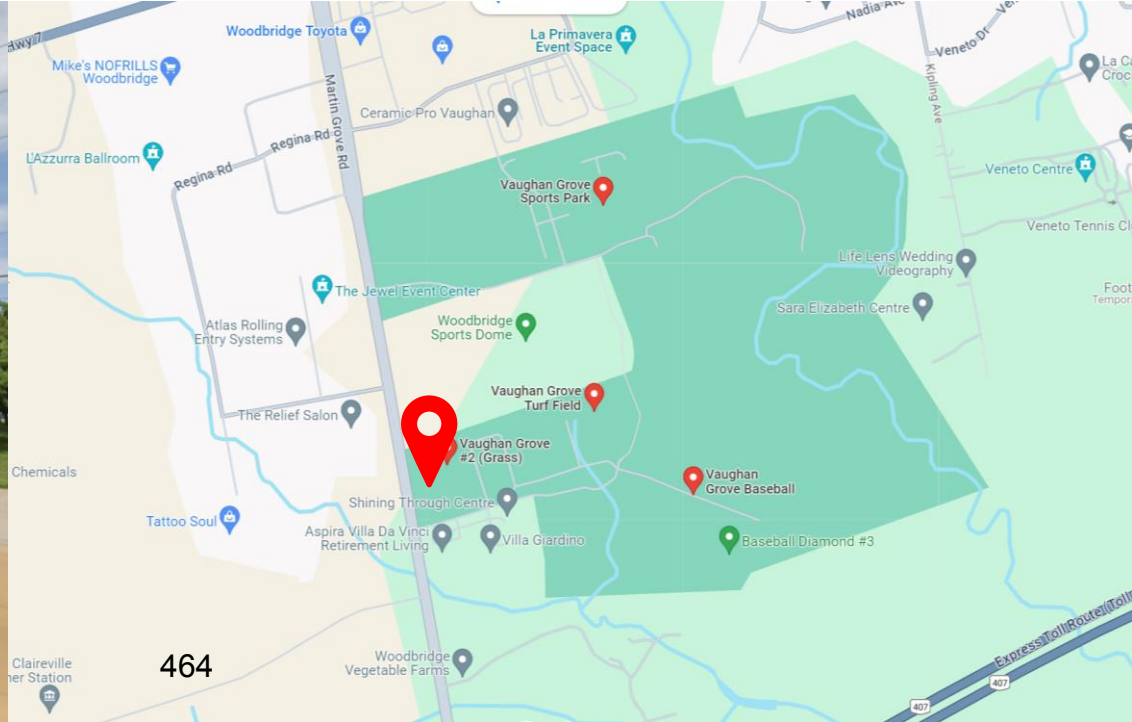 Hwy 7
Woodbridge Toyota
Mike's NOFRILLS
Woodbridge
La Primavera
Event Space
Nadia Ave
Veneto Dr
Kipling Ave
Martin Grove Rd
Ceramic Pro Vaughan
Regina Rd
Regina Rd
L'Azzurra Ballroom
Vaughan Grove
Sports Park
Veneto Centre
Veneto Tennis
Life Lens Wedding
Videography
Sara Elizabeth Centre
The Jewel Event Center
Atlas Rolling
Entry Systems
Woodbridge
Sports Dome
Vaughan Grove
Turf Field
The Relief Salon
Vaughan Grove
#2 (Grass)
Chemicals
Vaughan
Grove Baseball
Shining Through Centre
Tattoo Soul
Aspira Villa Da Vinci
Retirement Living
Villa Giardino
Baseball Diamond #3
Express Toll Route (Toll
Claireville
464
Woodbridge
Vegetable Farms
407
407